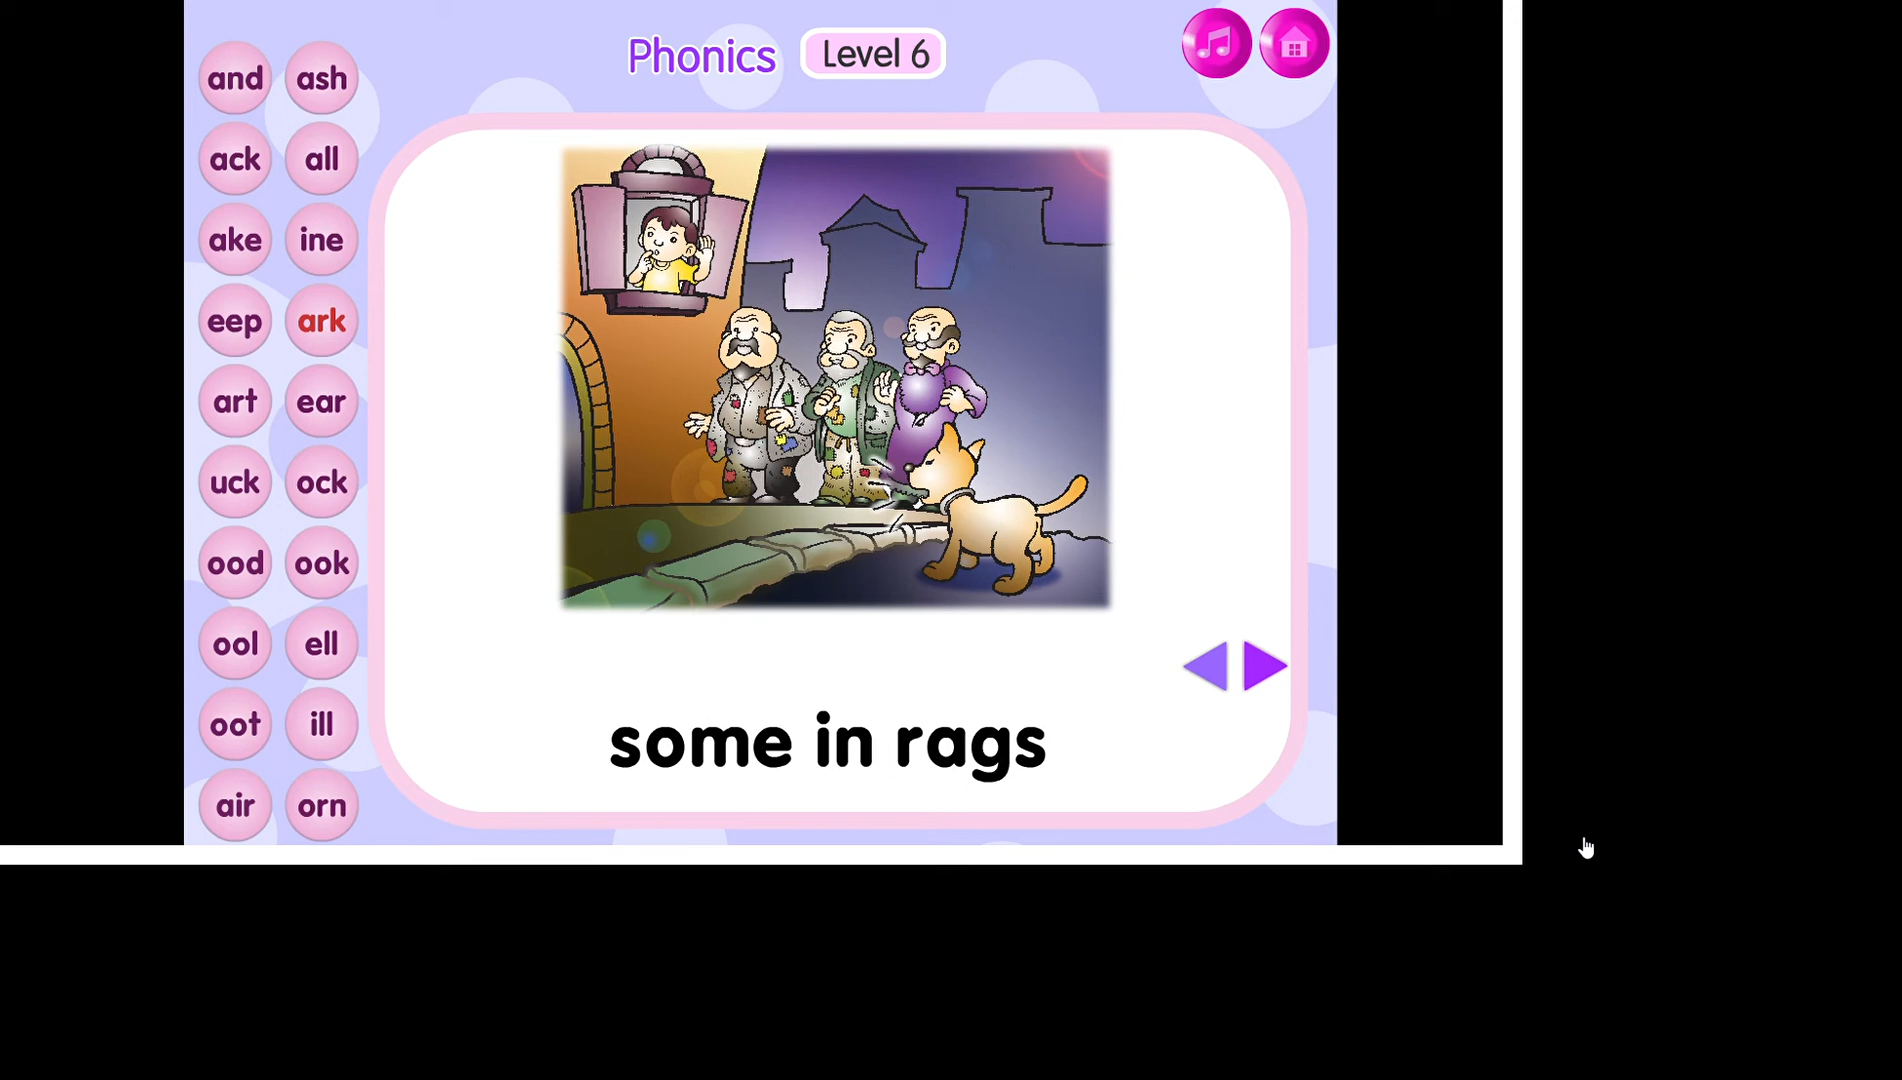 Phonics Level 6
and ash
ack all
ake ine
eep ark
art ear
uck ock
ood ook
ool ell
oot ill
air orn
some in rags